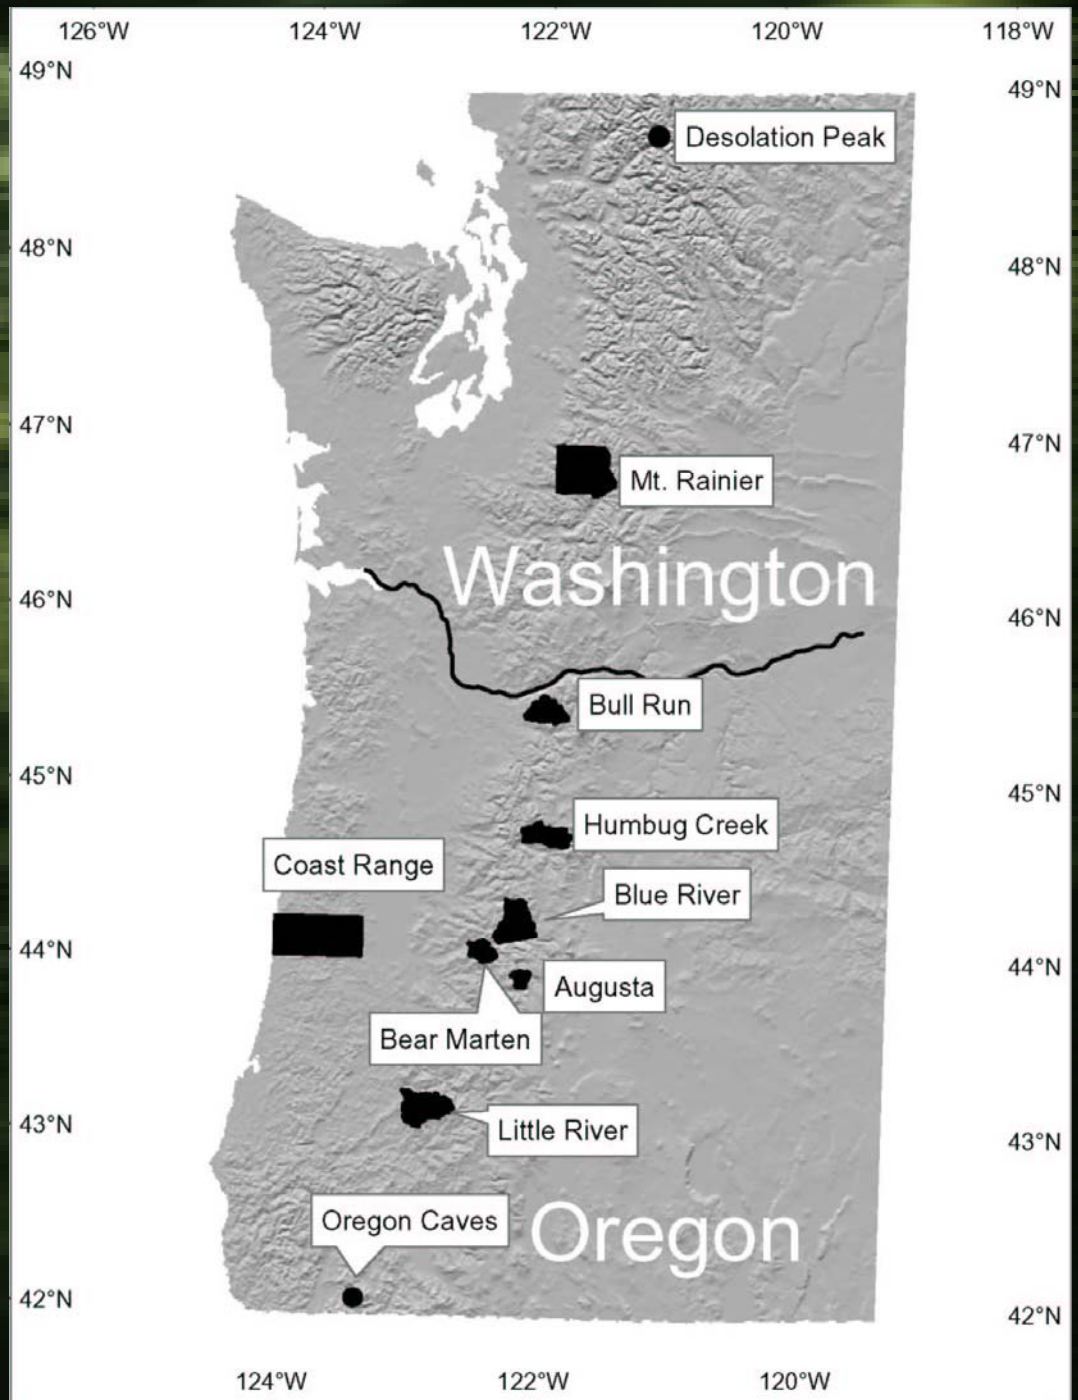 126°W 124°W 122°W 120°W 118°W
49°N
49°N
Desolation Peak
48°N
48°N
47°N
47°N
Mt. Rainier
Washington
46°N
46°N
Bull Run
45°N
45°N
Humbug Creek
Coast Range
Blue River
44°N
44°N
Augusta
Bear Marten
43°N
Little River
43°N
Oregon Caves
Oregon
42°N
42°N
124°W 122°W 120°W